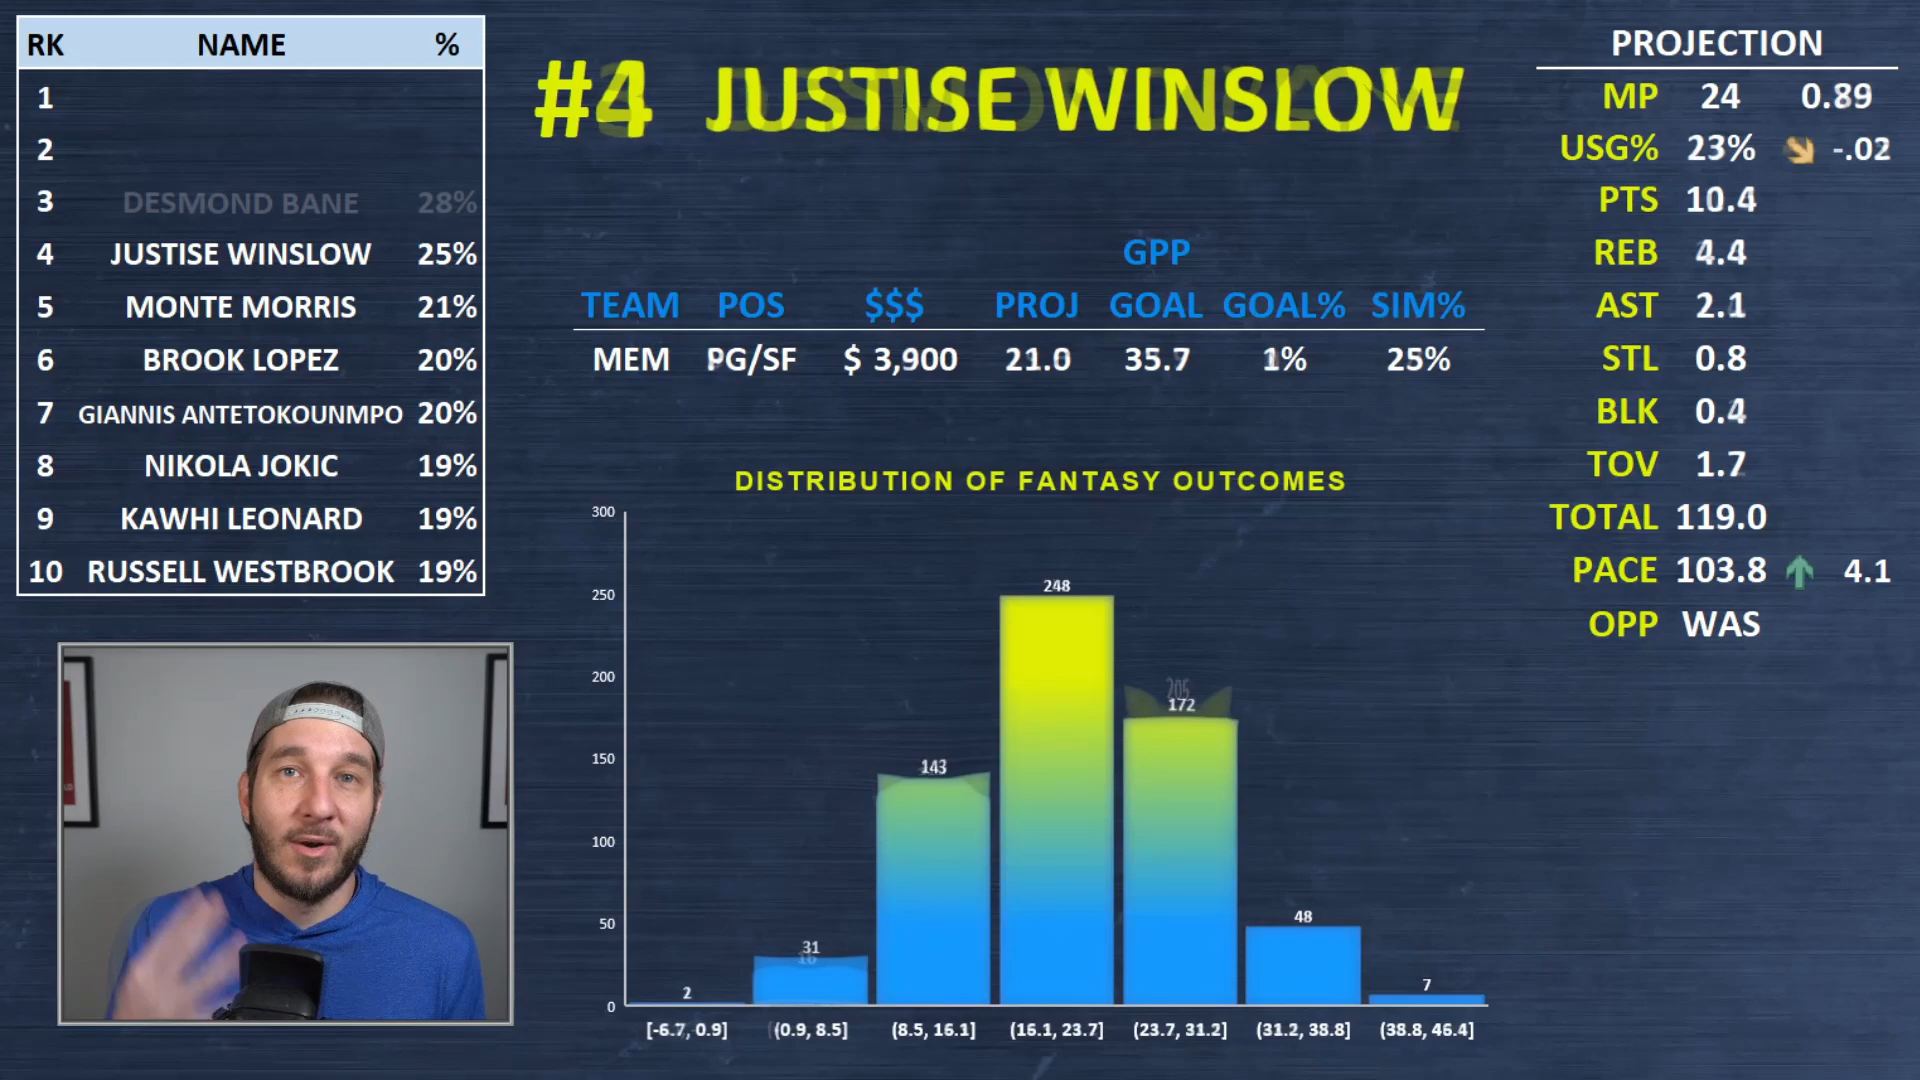 RK NAME %
1
2
3 DESMOND BANE 28%
4 JUSTISE WINSLOW 25%
5 MONTE MORRIS 21%
6 BROOK LOPEZ 20%
7 GIANNIS ANTETOKOUNMPO 20%
8 NIKOLA JOKIC 19%
9 KAWHI LEONARD 19%
10 RUSSELL WESTBROOK 19%
#4 JUSTISE WINSLOW
GPP
TEAM POS $$$ PROJ GOAL GOAL% SIM%
MEM PG/SF $ 3,900 21.0 35.7 1% 25%
DISTRIBUTION OF FANTASY OUTCOMES
300
250
200
150
100
50
0
2
31
143
248
205
172
48
7
[-6.7, 0.9] (0.9, 8.5] (8.5, 16.1] (16.1, 23.7] (23.7, 31.2] (31.2, 38.8] (38.8, 46.4]
PROJECTION
MP 24 0.89
USG% 23% -.02
PTS 10.4
REB 4.4
AST 2.1
STL 0.8
BLK 0.4
TOV 1.7
TOTAL 119.0
PACE 103.8 4.1
OPP WAS